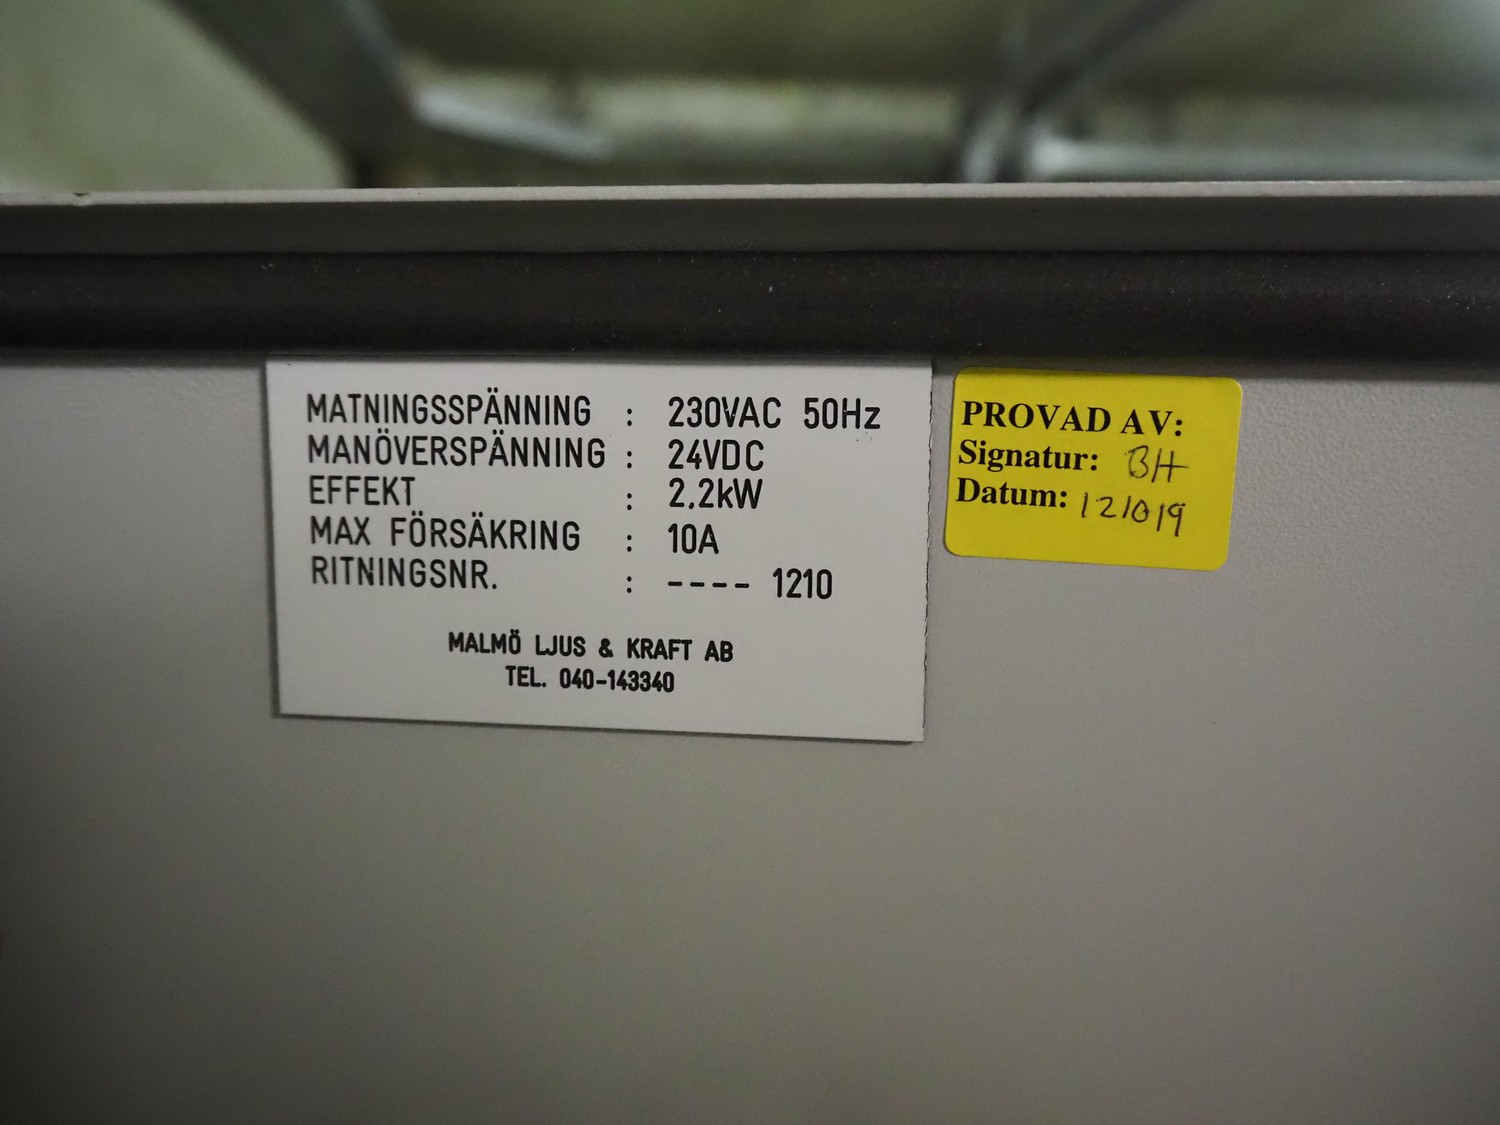 MATNINGSSPÄNNING : 230VAC 50Hz
MANÖVERSPÄNNING : 24VDC
EFFEKT : 2.2kW
MAX FÖRSÄKRING : 10A
RITNINGSNR. : ---- 1210
MALMÖ LJUS & KRAFT AB
TEL. 040-143340
PROVAD AV:
Signatur: BH
Datum: 121019